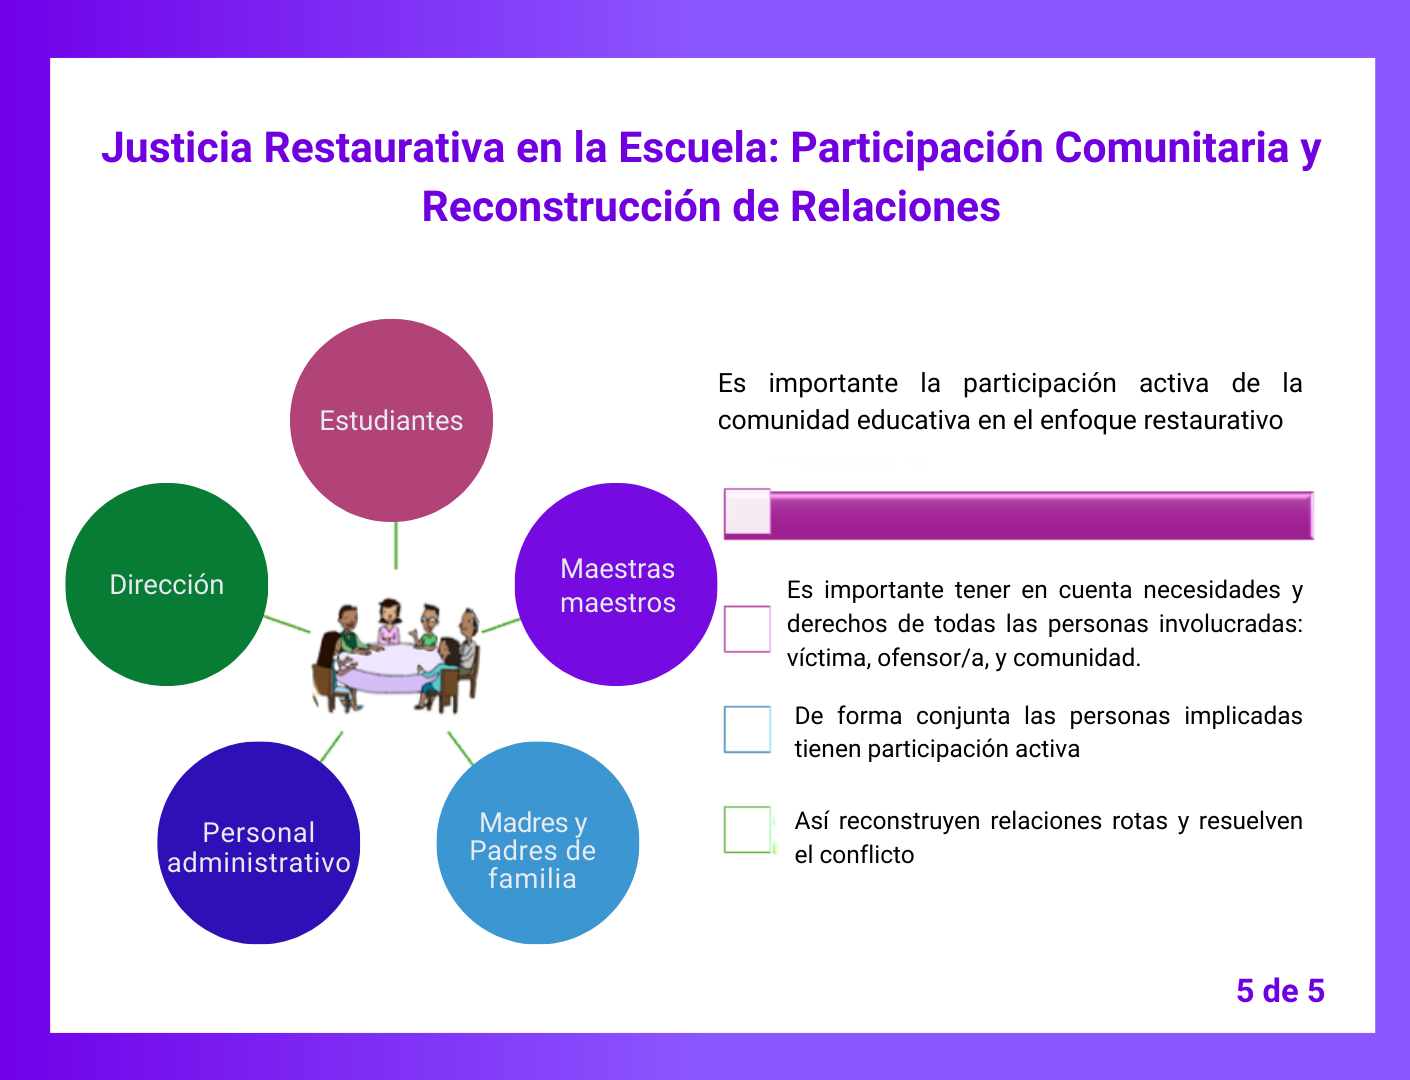 Justicia Restaurativa en la Escuela: Participación Comunitaria y
Reconstrucción de Relaciones
Estudiantes
Dirección
Maestras
maestros
Personal
administrativo
Madres y
Padres de
familia
Es importante la participación activa de la
comunidad educativa en el enfoque restaurativo
Es importante tener en cuenta necesidades y
derechos de todas las personas involucradas:
víctima, ofensor/a, y comunidad.
De forma conjunta las personas implicadas
tienen participación activa
Así reconstruyen relaciones rotas y resuelven
el conflicto
5 de 5